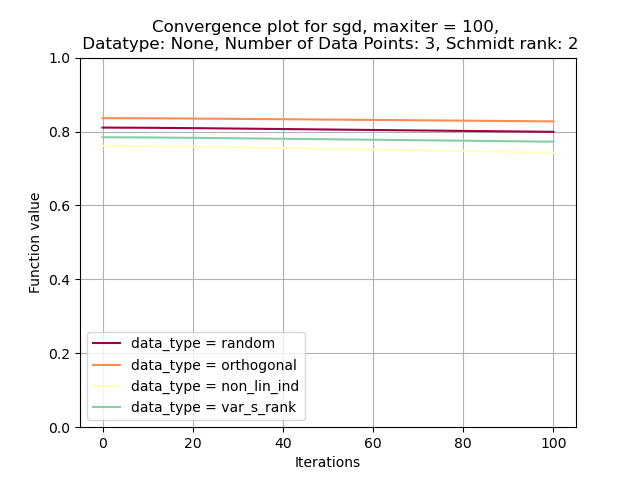 Convergence plot for sgd, maxiter = 100,
Datatype: None, Number of Data Points: 3, Schmidt rank: 2
Function value
1.0
0.8
0.6
0.4
0.2
0.0
data_type = random
data_type = orthogonal
data_type = non_lin_ind
data_type = var_s_rank
0 20 40 60 80 100
Iterations